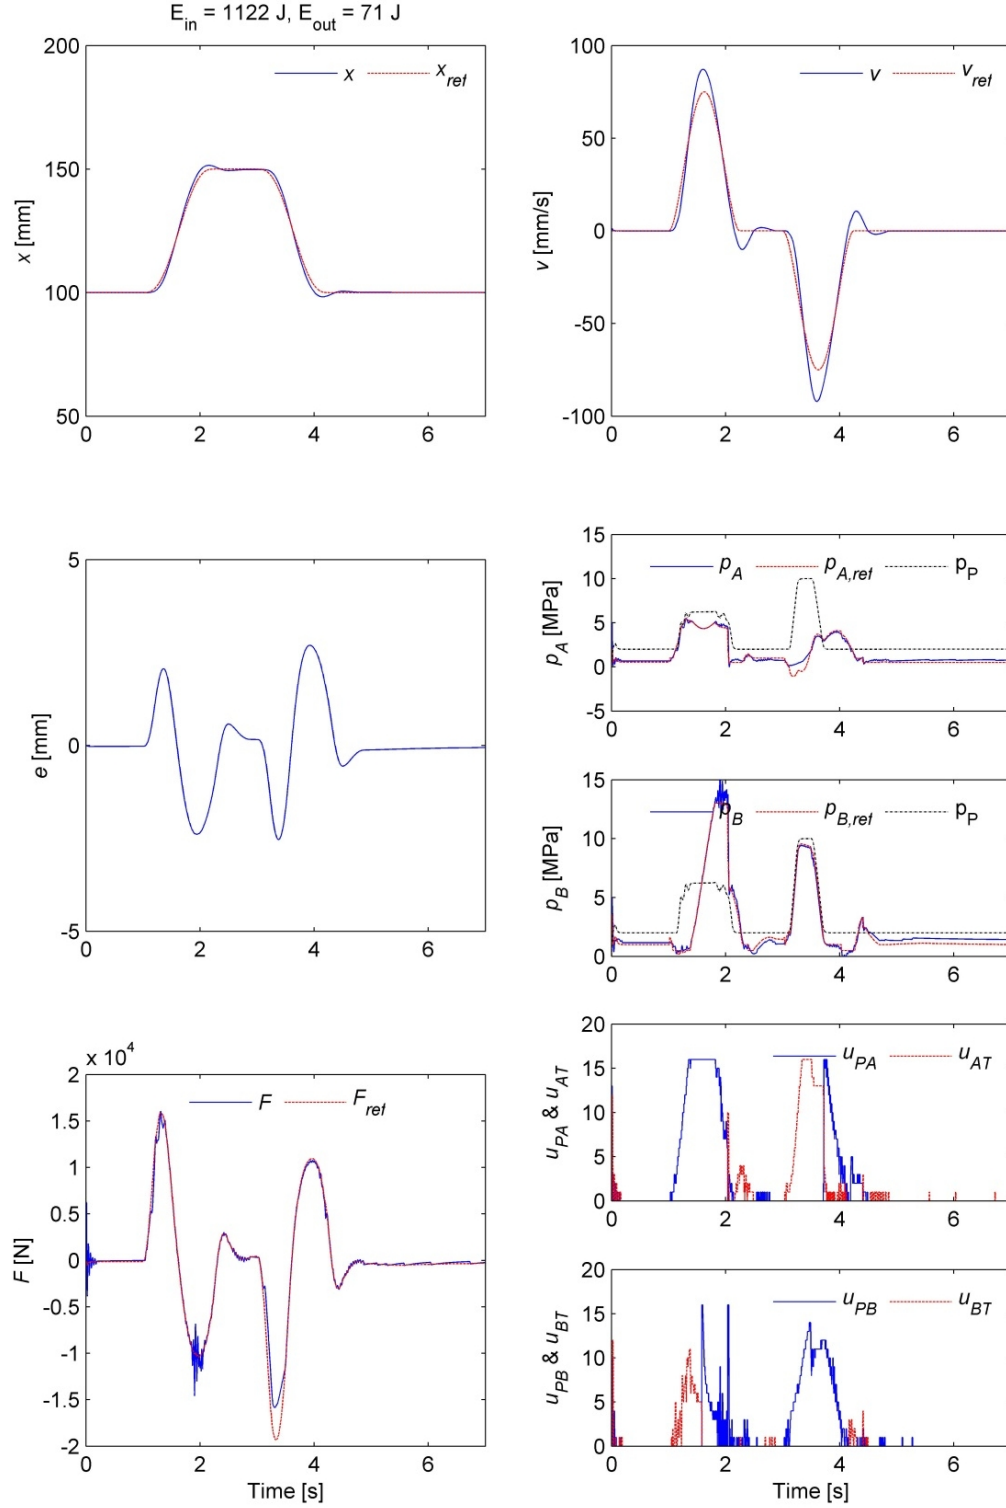 E_in = 1122 J, E_out = 71 J
200
150
100
50
0 2 4 6
x [mm]
x x_ref
100
50
0
-50
-100
0 2 4 6
v [mm/s]
v v_ref
5
0
-5
0 2 4 6
e [mm]
15
10
5
0
-5
0 2 4 6
p_A [MPa]
p_A p_A,ref p_P
15
10
5
0
0 2 4 6
p_B [MPa]
p_B p_B,ref p_P
x 10^4
2
1.5
1
0.5
0
-0.5
-1
-1.5
-2
0 2 4 6
F [N]
F F_ref
Time [s]
20
15
10
5
0
0 2 4 6
u_PA & u_AT
u_PA u_AT
20
15
10
5
0
0 2 4 6
u_PB & u_BT
u_PB u_BT
Time [s]